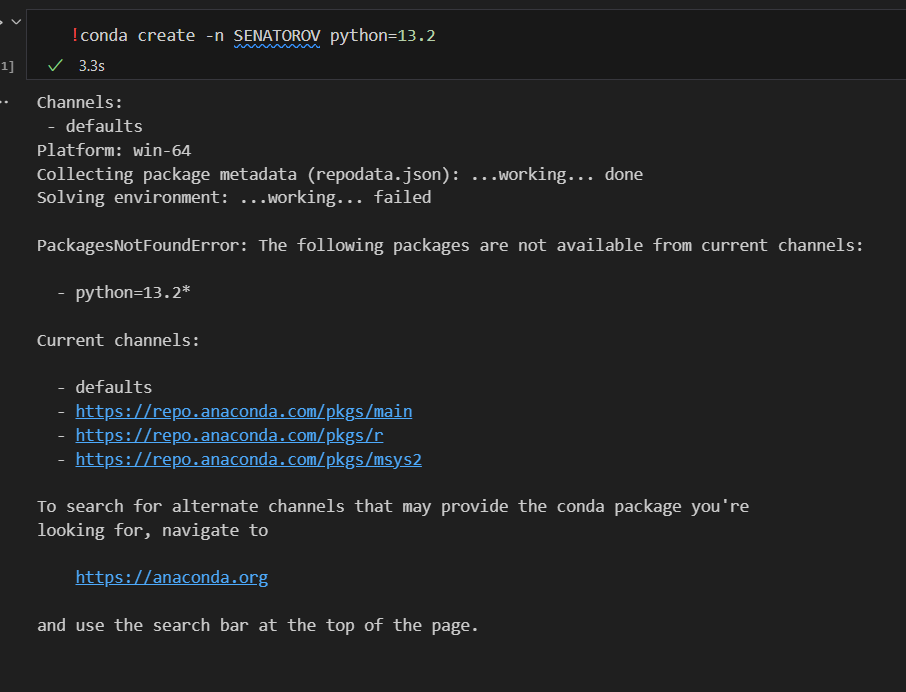 !conda create -n SENATOROV python=13.2
1]
3.3s
Channels:
 - defaults
Platform: win-64
Collecting package metadata (repodata.json): ...working... done
Solving environment: ...working... failed
PackagesNotFoundError: The following packages are not available from current channels:
  - python=13.2*
Current channels:
  - defaults
  - https://repo.anaconda.com/pkgs/main
  - https://repo.anaconda.com/pkgs/r
  - https://repo.anaconda.com/pkgs/msys2
To search for alternate channels that may provide the conda package you're
looking for, navigate to
    https://anaconda.org
and use the search bar at the top of the page.